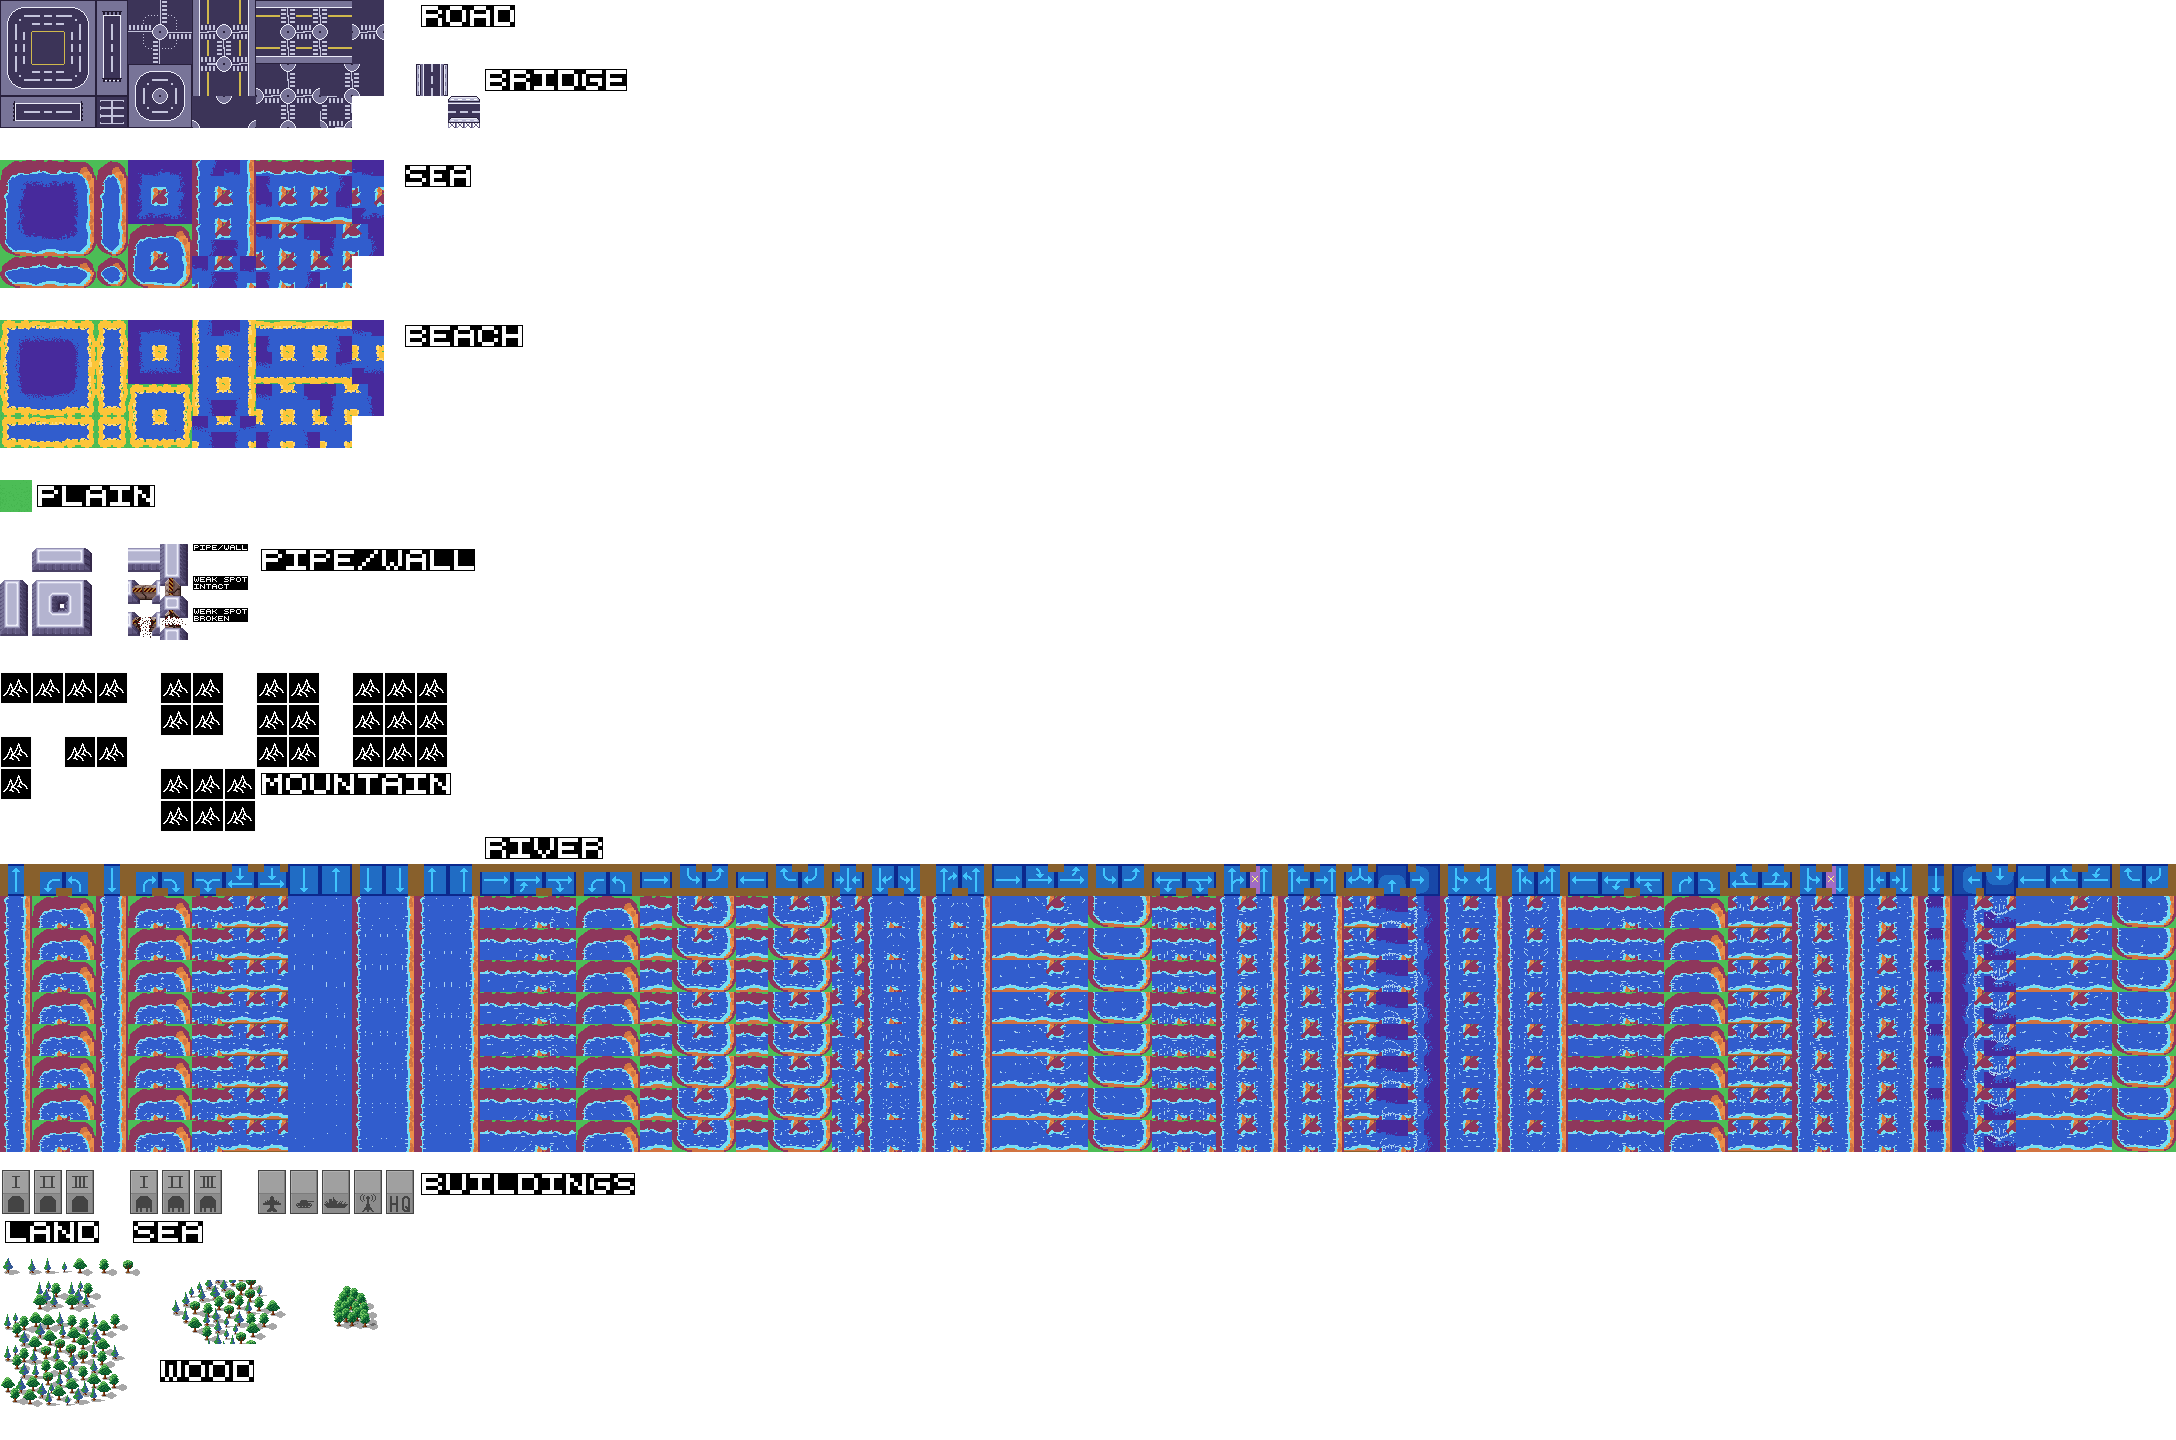 ROAD
BRIDGE
SEA
BEACH
PLAIN
PIPE/WALL
PIPE/WALL
WEAK SPOT
INTACT
WEAK SPOT
BROKEN
MOUNTAIN
RIVER
I II III I II III HQ BUILDINGS
LAND SEA
WOOD